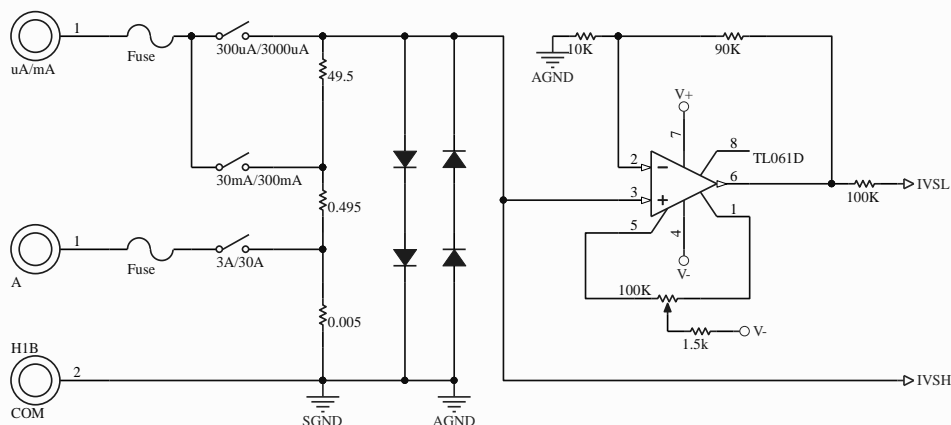 1
uA/mA
Fuse
300uA/3000uA
49.5
30mA/300mA
0.495
1
A
Fuse
3A/30A
0.005
H1B
2
COM
SGND
AGND
AGND
10K
90K
V+
7
2
8
TL061D
6
3
5
4
1
V-
100K
1.5k
V-
100K
IVSL
IVSH